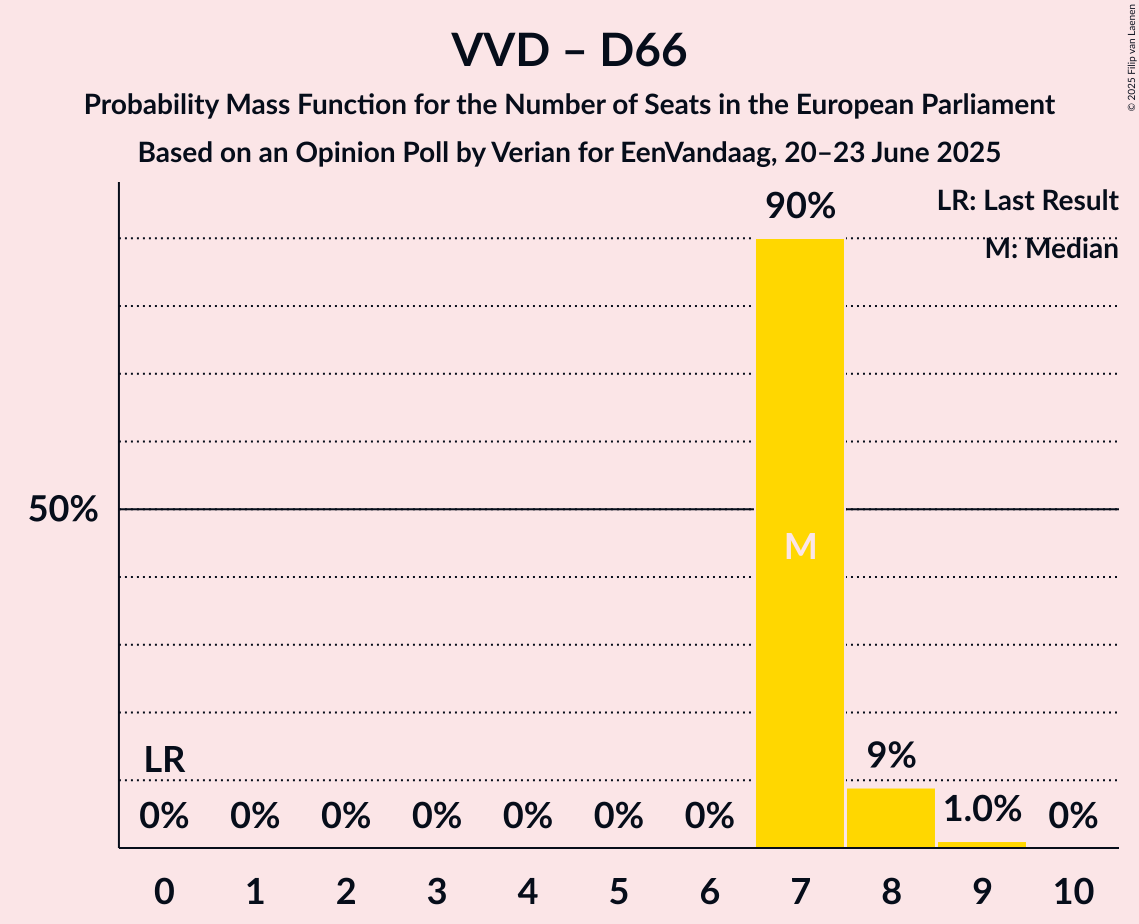 VVD – D66
Probability Mass Function for the Number of Seats in the European Parliament
Based on an Opinion Poll by Verian for EenVandaag, 20–23 June 2025
© 2025 Filip van Laenen
LR: Last Result
M: Median
90%
50%
M
LR
9%
0% 0% 0% 0% 0% 0% 0% 1.0% 0%
0 1 2 3 4 5 6 7 8 9 10